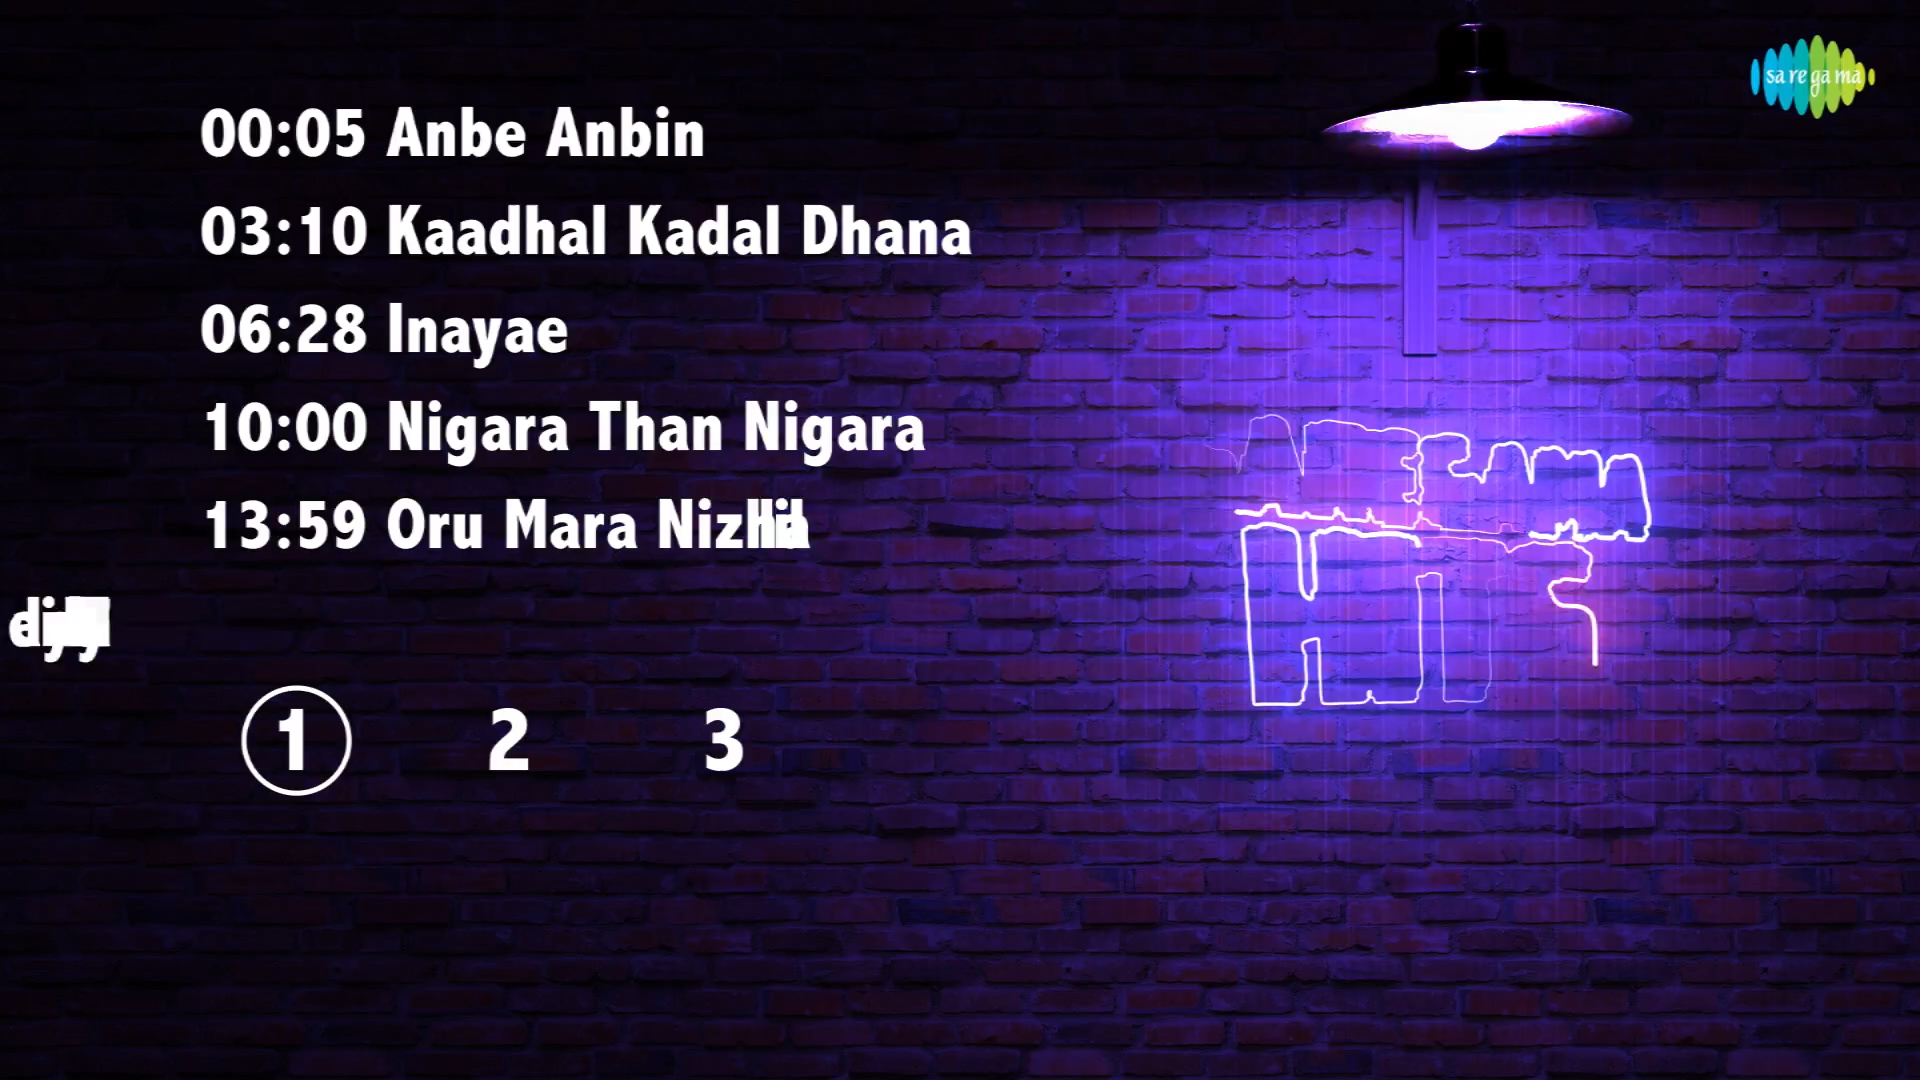 saregama
00:05 Anbe Anbin
03:10 Kaadhal Kadal Dhana
06:28 Inayae
10:00 Nigara Than Nigara
13:59 Oru Mara
1 2 3